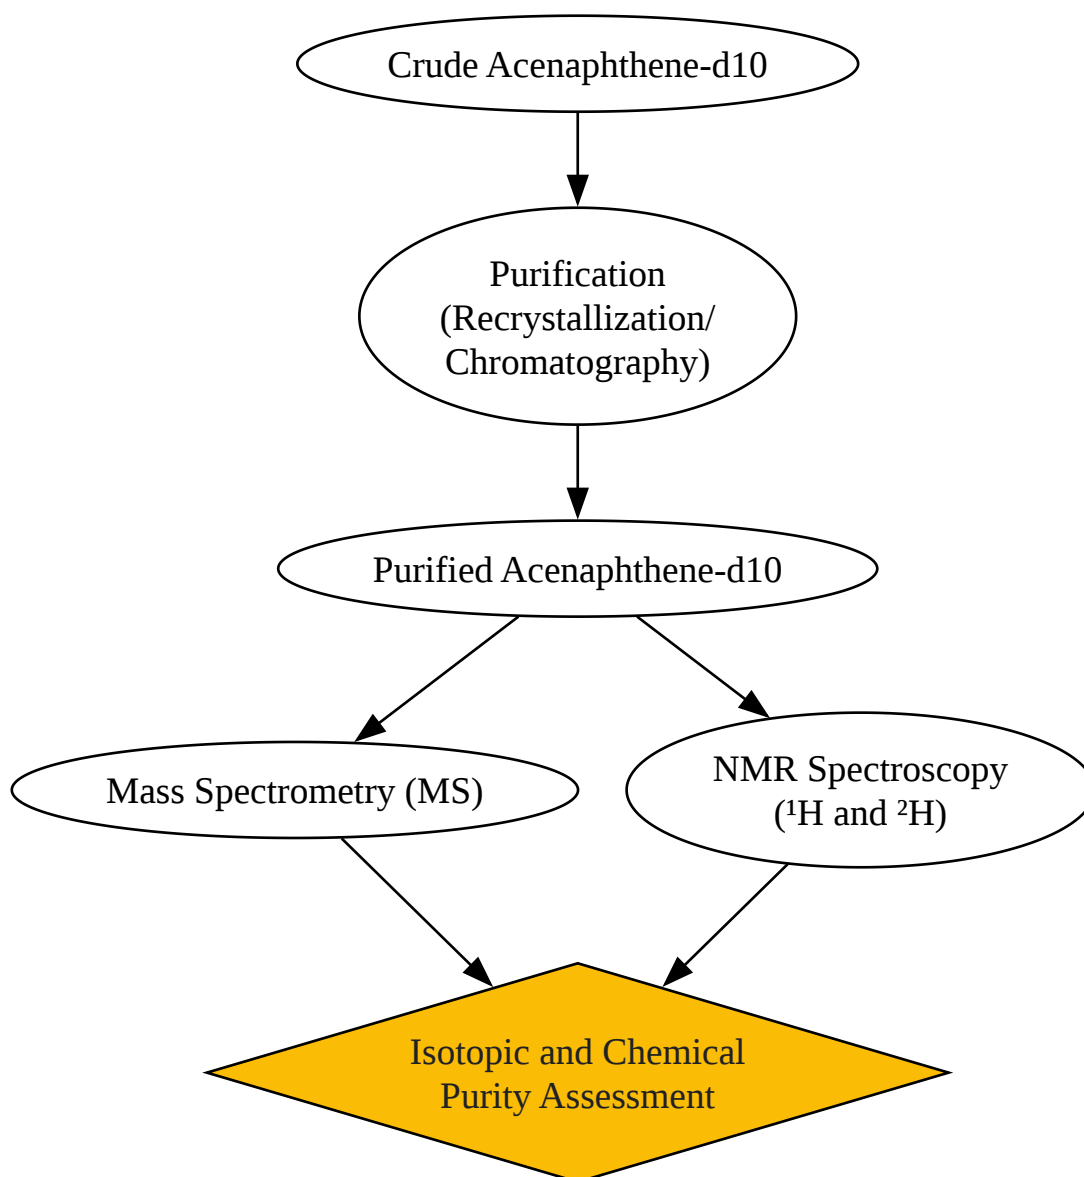 Crude Acenaphthene-d10
Purification
(Recrystallization/
Chromatography)
Purified Acenaphthene-d10
Mass Spectrometry (MS)
NMR Spectroscopy
(¹H and ²H)
Isotopic and Chemical
Purity Assessment